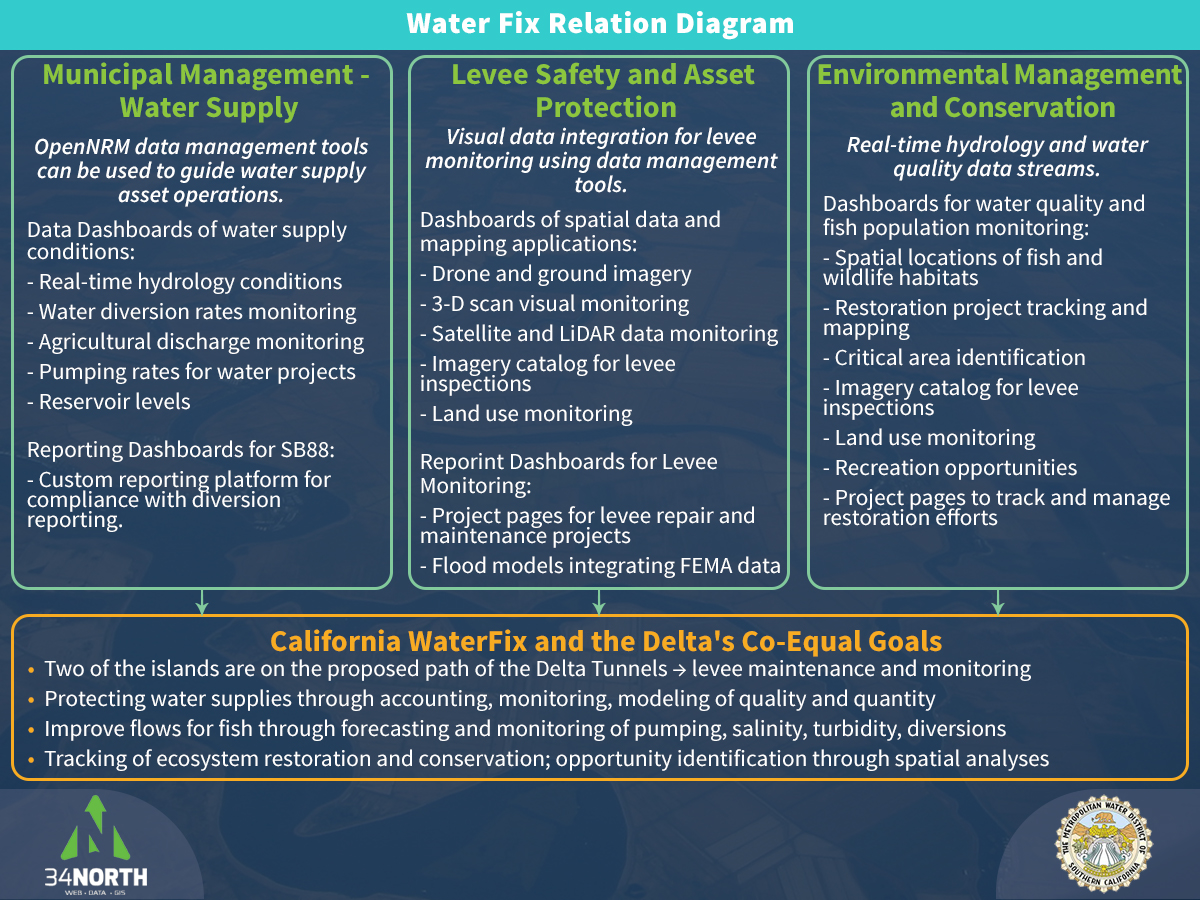 Water Fix Relation Diagram
Municipal Management -
Water Supply
OpenNRM data management tools
can be used to guide water supply
asset operations.
Data Dashboards of water supply
conditions:
- Real-time hydrology conditions
- Water diversion rates monitoring
- Agricultural discharge monitoring
- Pumping rates for water projects
- Reservoir levels
Reporting Dashboards for SB88:
- Custom reporting platform for
compliance with diversion
reporting.
Levee Safety and Asset
Protection
Visual data integration for levee
monitoring using data management
tools.
Dashboards of spatial data and
mapping applications:
- Drone and ground imagery
- 3-D scan visual monitoring
- Satellite and LiDAR data monitoring
- Imagery catalog for levee
inspections
- Land use monitoring
Reporint Dashboards for Levee
Monitoring:
- Project pages for levee repair and
maintenance projects
- Flood models integrating FEMA data
Environmental Management
and Conservation
Real-time hydrology and water
quality data streams.
Dashboards for water quality and
fish population monitoring:
- Spatial locations of fish and
wildlife habitats
- Restoration project tracking and
mapping
- Critical area identification
- Imagery catalog for levee
inspections
- Land use monitoring
- Recreation opportunities
- Project pages to track and manage
restoration efforts
California WaterFix and the Delta's Co-Equal Goals
• Two of the islands are on the proposed path of the Delta Tunnels → levee maintenance and monitoring
• Protecting water supplies through accounting, monitoring, modeling of quality and quantity
• Improve flows for fish through forecasting and monitoring of pumping, salinity, turbidity, diversions
• Tracking of ecosystem restoration and conservation; opportunity identification through spatial analyses
34NORTH
WEB • DATA • GIS
THE METROPOLITAN WATER DISTRICT OF
SOUTHERN CALIFORNIA